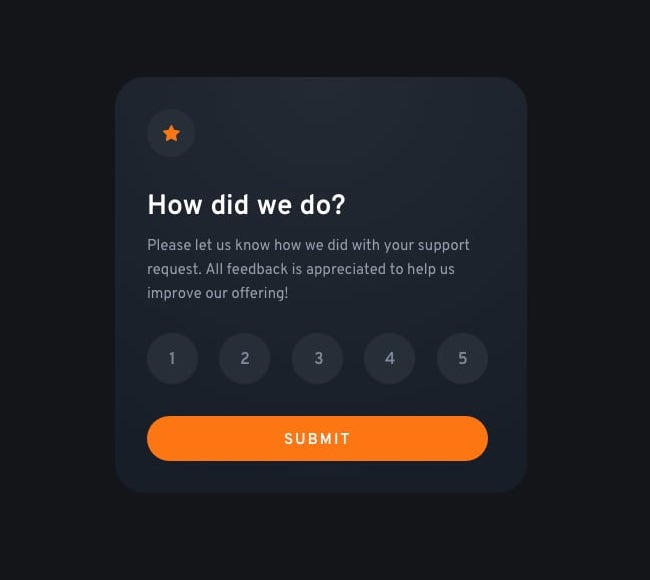 How did we do?
Please let us know how we did with your support
request. All feedback is appreciated to help us
improve our offering!
1 2 3 4 5
SUBMIT